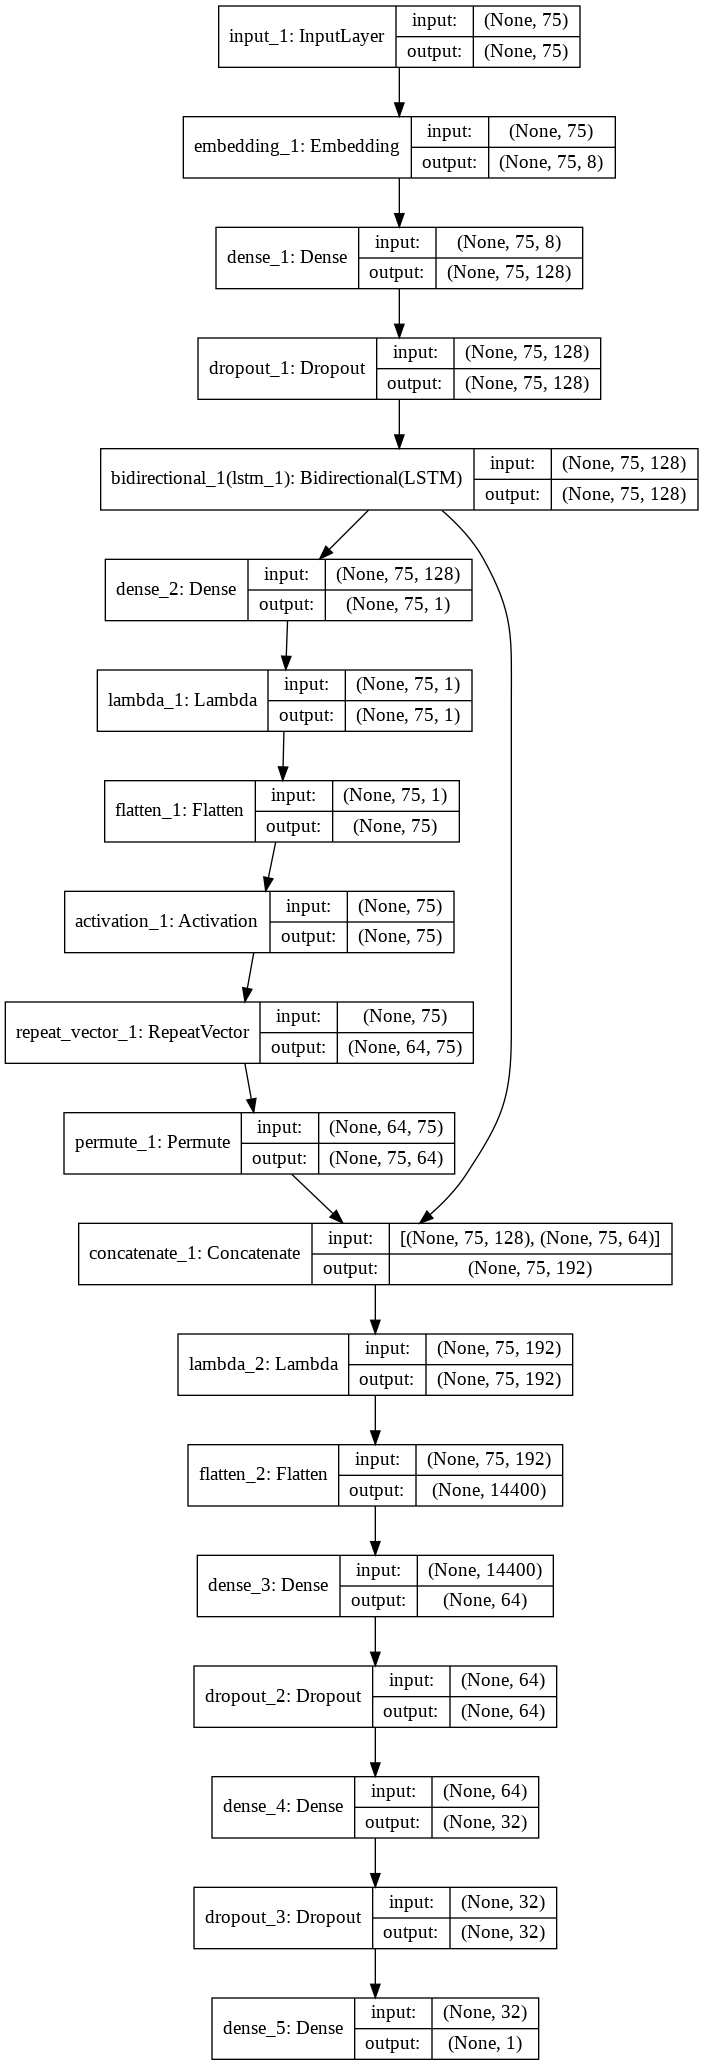 input_1: InputLayer
input: (None, 75)
output: (None, 75)
embedding_1: Embedding
input: (None, 75)
output: (None, 75, 8)
dense_1: Dense
input: (None, 75, 8)
output: (None, 75, 128)
dropout_1: Dropout
input: (None, 75, 128)
output: (None, 75, 128)
bidirectional_1(lstm_1): Bidirectional(LSTM)
input: (None, 75, 128)
output: (None, 75, 128)
dense_2: Dense
input: (None, 75, 128)
output: (None, 75, 1)
lambda_1: Lambda
input: (None, 75, 1)
output: (None, 75, 1)
flatten_1: Flatten
input: (None, 75, 1)
output: (None, 75)
activation_1: Activation
input: (None, 75)
output: (None, 75)
repeat_vector_1: RepeatVector
input: (None, 75)
output: (None, 64, 75)
permute_1: Permute
input: (None, 64, 75)
output: (None, 75, 64)
concatenate_1: Concatenate
input: [(None, 75, 128), (None, 75, 64)]
output: (None, 75, 192)
lambda_2: Lambda
input: (None, 75, 192)
output: (None, 75, 192)
flatten_2: Flatten
input: (None, 75, 192)
output: (None, 14400)
dense_3: Dense
input: (None, 14400)
output: (None, 64)
dropout_2: Dropout
input: (None, 64)
output: (None, 64)
dense_4: Dense
input: (None, 64)
output: (None, 32)
dropout_3: Dropout
input: (None, 32)
output: (None, 32)
dense_5: Dense
input: (None, 32)
output: (None, 1)